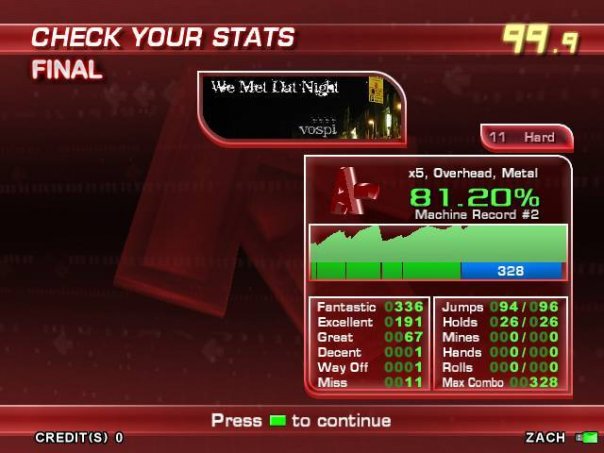 CHECK YOUR STATS
99.9
FINAL
We Met Dat Night
vospi
11 Hard
A-
x5, Overhead, Metal
81.20%
Machine Record #2
328
Fantastic 0336
Excellent 0191
Great 0067
Decent 0001
Way Off 0001
Miss 0011
Jumps 094/096
Holds 026/026
Mines 000/000
Hands 000/000
Rolls 000/000
Max Combo 00328
Press to continue
CREDIT(S) 0
ZACH